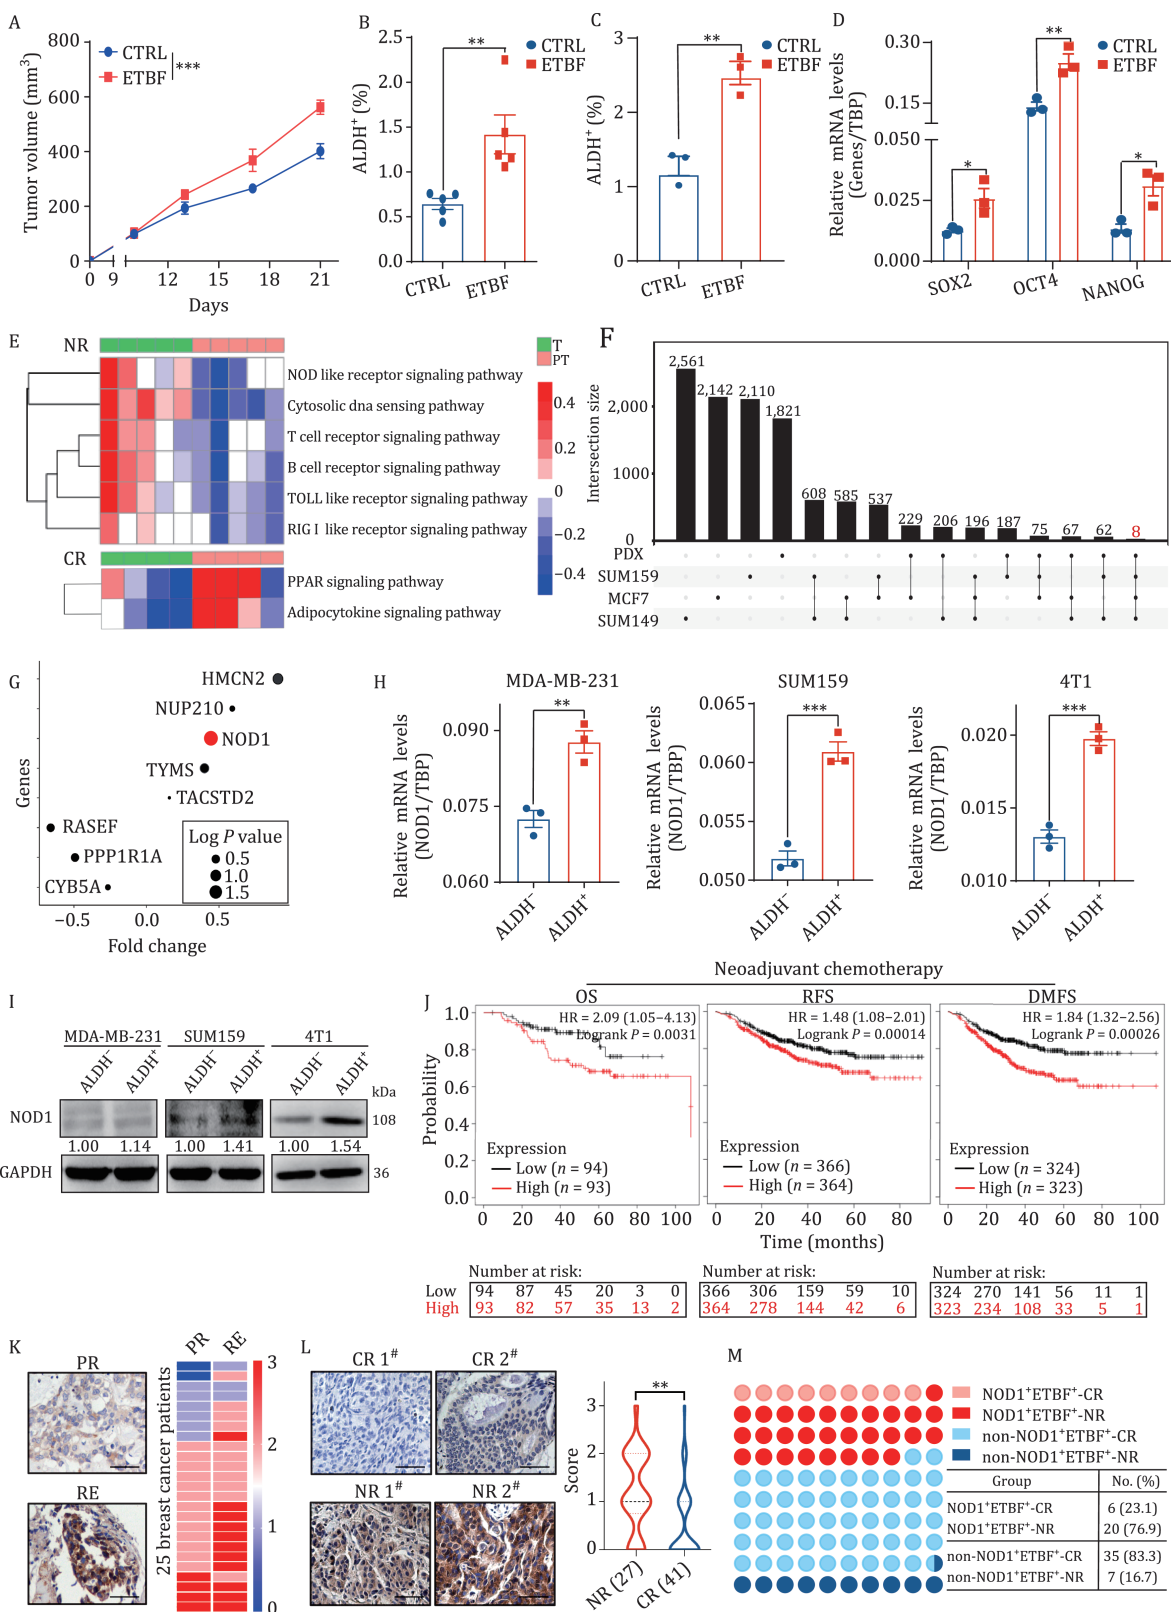 A
800
600
400
200
0
Tumor volume (mm³)
CTRL
ETBF
***
0 9 12 15 18 21
Days
B
2.5
2.0
1.5
1.0
0.5
0.0
ALDH⁺ (%)
**
CTRL
ETBF
CTRL ETBF
C
3
2
1
0
ALDH⁺ (%)
**
CTRL
ETBF
CTRL ETBF
D
0.30
0.15
0.050
0.025
0.000
Relative mRNA levels
(Genes/TBP)
* ** *
CTRL
ETBF
SOX2 OCT4 NANOG
E
NR
T
PT
NOD like receptor signaling pathway
Cytosolic dna sensing pathway
T cell receptor signaling pathway
B cell receptor signaling pathway
TOLL like receptor signaling pathway
RIG I like receptor signaling pathway
CR
PPAR signaling pathway
Adipocytokine signaling pathway
0.4
0.2
0
−0.2
−0.4
F
Intersection size
2,000
1000
0
2,561 2,142 2,110 1,821 608 585 537 229 206 196 187 75 67 62 8
PDX
SUM159
MCF7
SUM149
G
Genes
HMCN2
NUP210
NOD1
TYMS
TACSTD2
RASEF
PPP1R1A
CYB5A
Log P value
0.5
1.0
1.5
−0.5 0.0 0.5
Fold change
H
MDA-MB-231
Relative mRNA levels
(NOD1/TBP)
0.090
0.075
0.060
**
ALDH⁻ ALDH⁺
SUM159
Relative mRNA levels
(NOD1/TBP)
0.065
0.060
0.055
0.050
***
ALDH⁻ ALDH⁺
4T1
Relative mRNA levels
(NOD1/TBP)
0.020
0.015
0.010
***
ALDH⁻ ALDH⁺
I
MDA-MB-231 SUM159 4T1
ALDH⁻ ALDH⁺ ALDH⁻ ALDH⁺ ALDH⁻ ALDH⁺
kDa
NOD1 108
1.00 1.14 1.00 1.41 1.00 1.54
GAPDH 36
J
Neoadjuvant chemotherapy
OS RFS DMFS
Probability
1.0
0.8
0.6
0.4
0.2
0.0
HR = 2.09 (1.05−4.13)
Logrank P = 0.0031
Expression
Low (n = 94)
High (n = 93)
0 20 40 60 80 100
HR = 1.48 (1.08−2.01)
Logrank P = 0.00014
Expression
Low (n = 366)
High (n = 364)
0 20 40 60 80
HR = 1.84 (1.32−2.56)
Logrank P = 0.00026
Expression
Low (n = 324)
High (n = 323)
0 20 40 60 80 100
Time (months)
Number at risk: Number at risk: Number at risk:
Low 94 87 45 20 3 0 366 306 159 59 10 324 270 141 56 11 1
High 93 82 57 35 13 2 364 278 144 42 6 323 234 108 33 5 1
K
PR
RE
25 breast cancer patients
PR RE
3
2
1
0
L
CR 1# CR 2#
NR 1# NR 2#
Score
3
2
1
0
**
NR (27) CR (41)
M
NOD1⁺ETBF⁺-CR
NOD1⁺ETBF⁺-NR
non-NOD1⁺ETBF⁺-CR
non-NOD1⁺ETBF⁺-NR
Group No. (%)
NOD1⁺ETBF⁺-CR 6 (23.1)
NOD1⁺ETBF⁺-NR 20 (76.9)
non-NOD1⁺ETBF⁺-CR 35 (83.3)
non-NOD1⁺ETBF⁺-NR 7 (16.7)